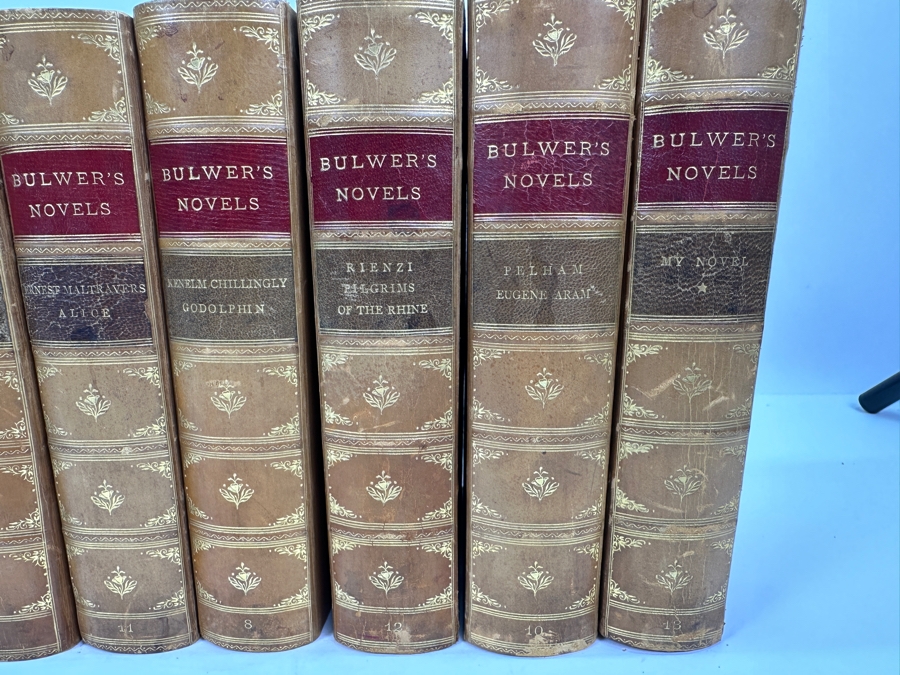 BULWER'S
NOVELS
ERNEST MALTRAVERS
ALICE
11
BULWER'S
NOVELS
KENELM CHILLINGLY
GODOLPHIN
8
BULWER'S
NOVELS
RIENZI
PILGRIMS
OF THE RHINE
12
BULWER'S
NOVELS
PELHAM
EUGENE ARAM
10
BULWER'S
NOVELS
MY NOVEL
13